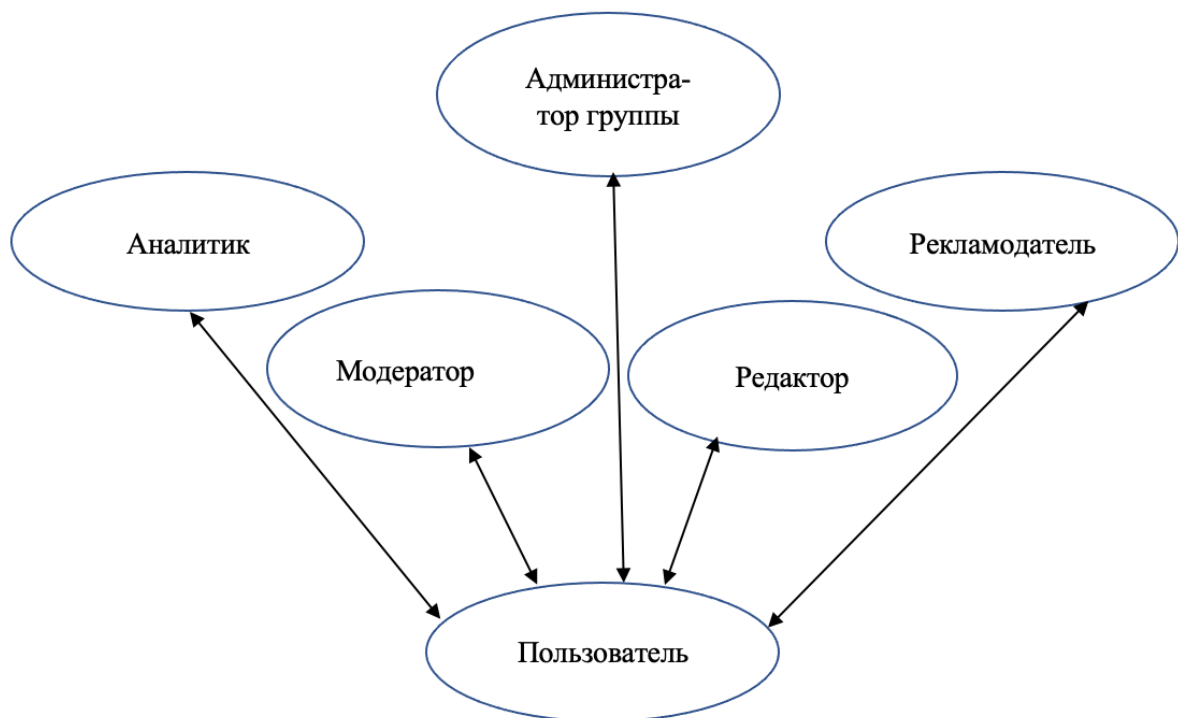 Администра-
тор группы
Аналитик
Рекламодатель
Модератор
Редактор
Пользователь